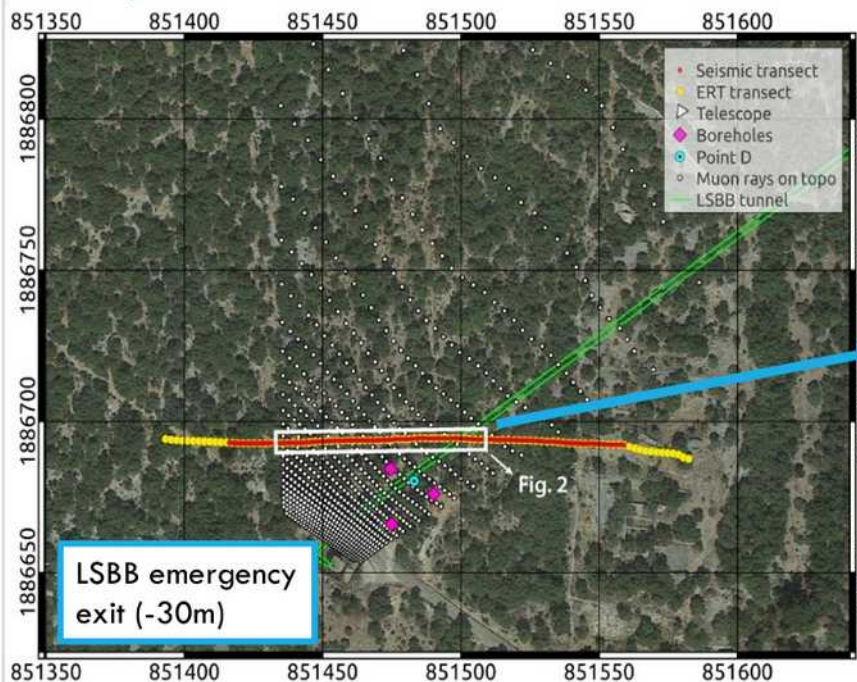 851350 851400 851450 851500 851550 851600
1886800
1886750
1886700
1886650
Seismic transect
ERT transect
Telescope
Boreholes
Point D
Muon rays on topo
LSBB tunnel
Fig. 2
LSBB emergency
exit (-30m)
851350 851400 851450 851500 851550 851600